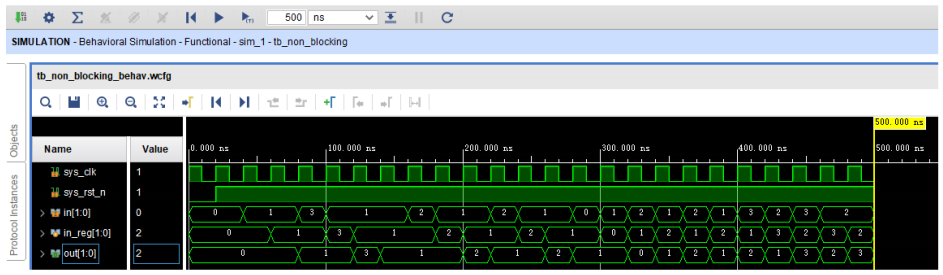 500 ns
SIMULATION - Behavioral Simulation - Functional - sim_1 - tb_non_blocking
tb_non_blocking_behav.wcfg
Objects
Protocol Instances
500.000 ns
Name Value 0.000 ns 100.000 ns 200.000 ns 300.000 ns 400.000 ns 500.000 ns
sys_clk 1
sys_rst_n 1
in[1:0] 0 0 1 3 1 2 1 2 1 0 1 2 1 2 1 3 2 3 2
in_reg[1:0] 2 0 1 3 1 2 1 2 1 0 1 2 1 2 1 3 2 3 2
out[1:0] 2 0 1 3 1 2 1 2 1 0 1 2 1 2 1 3 2